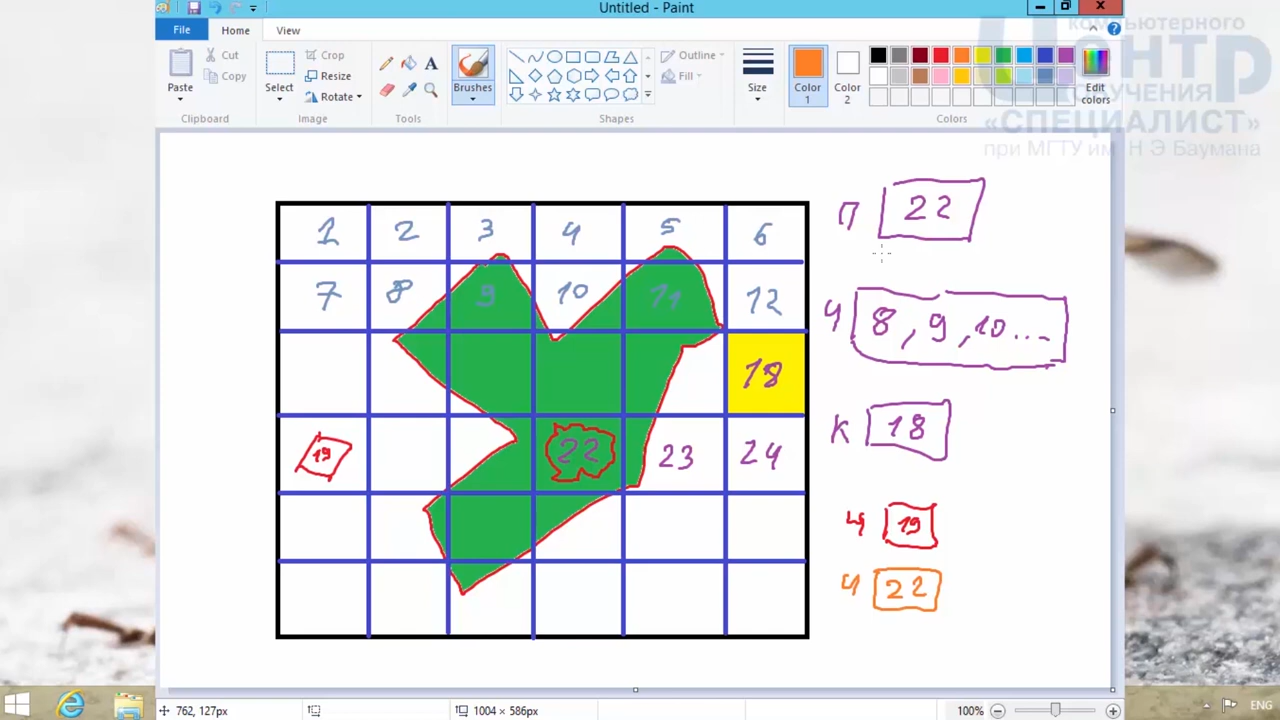 Untitled - Paint
File Home View
Cut
Copy
Paste
Clipboard
Select
Crop
Resize
Rotate
Image
Tools
Brushes
Shapes
Outline
Fill
Size
Color 1
Color 2
Edit colors
Colors
компьютерного
Центр
обучения
«СПЕЦИАЛИСТ»
при МГТУ им. Н Э Баумана
1 2 3 4 5 6
7 8 9 10 11 12
18
19 22 23 24
П 22
Ч 8, 9, 10...
К 18
Ч 19
Ч 22
762, 127px
1004 × 586px
100%
ENG